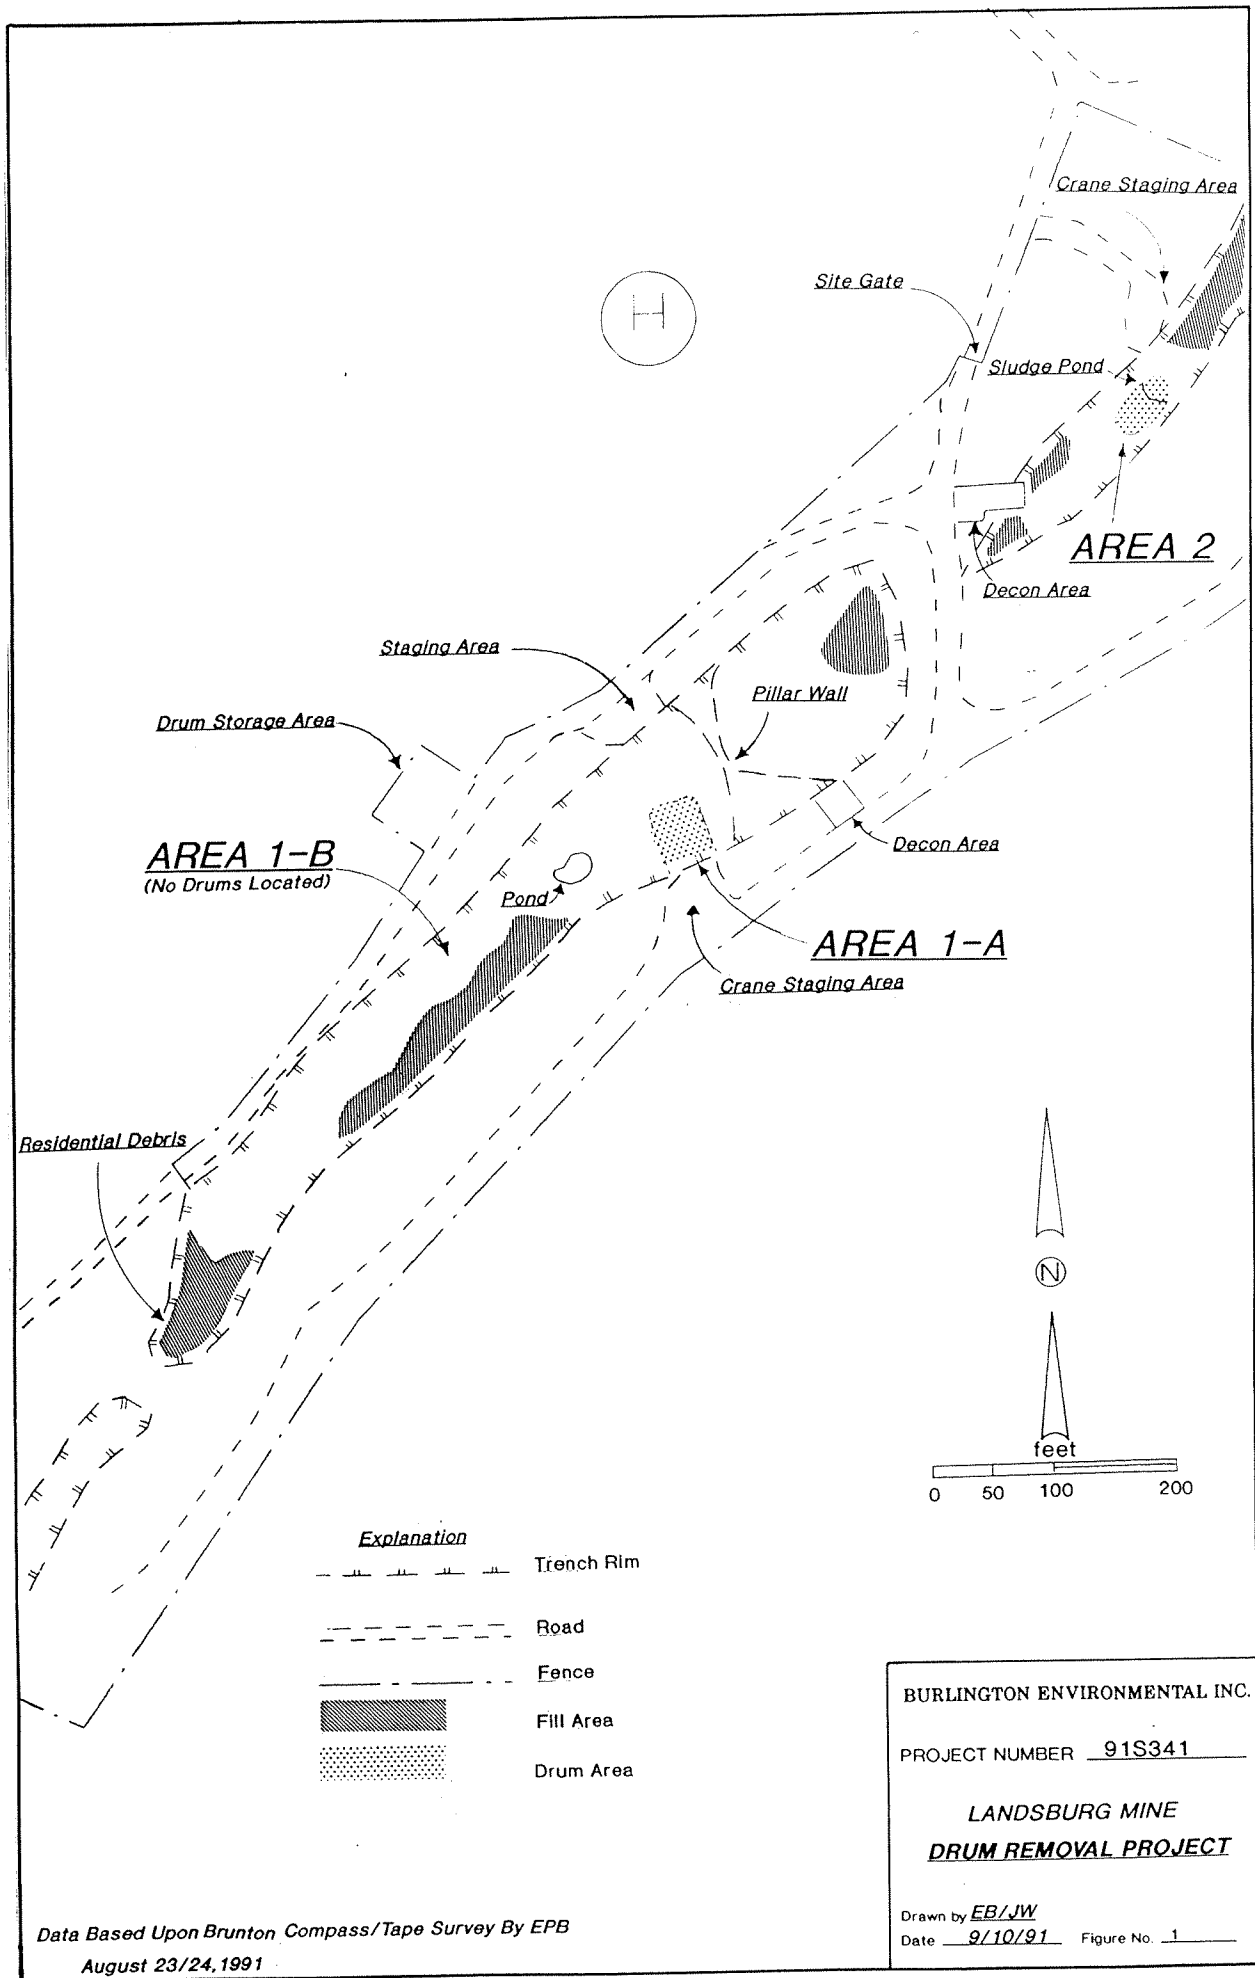 Crane Staging Area
Site Gate
H
Sludge Pond
AREA 2
Decon Area
Staging Area
Pillar Wall
Drum Storage Area
Decon Area
AREA 1-B
(No Drums Located)
Pond
AREA 1-A
Crane Staging Area
Residential Debris
N
feet
0 50 100 200
Explanation
Trench Rim
Road
Fence
Fill Area
Drum Area
BURLINGTON ENVIRONMENTAL INC.
PROJECT NUMBER 91S341
LANDSBURG MINE
DRUM REMOVAL PROJECT
Drawn by EB/JW
Date 9/10/91 Figure No. 1
Data Based Upon Brunton Compass/Tape Survey By EPB
August 23/24,1991